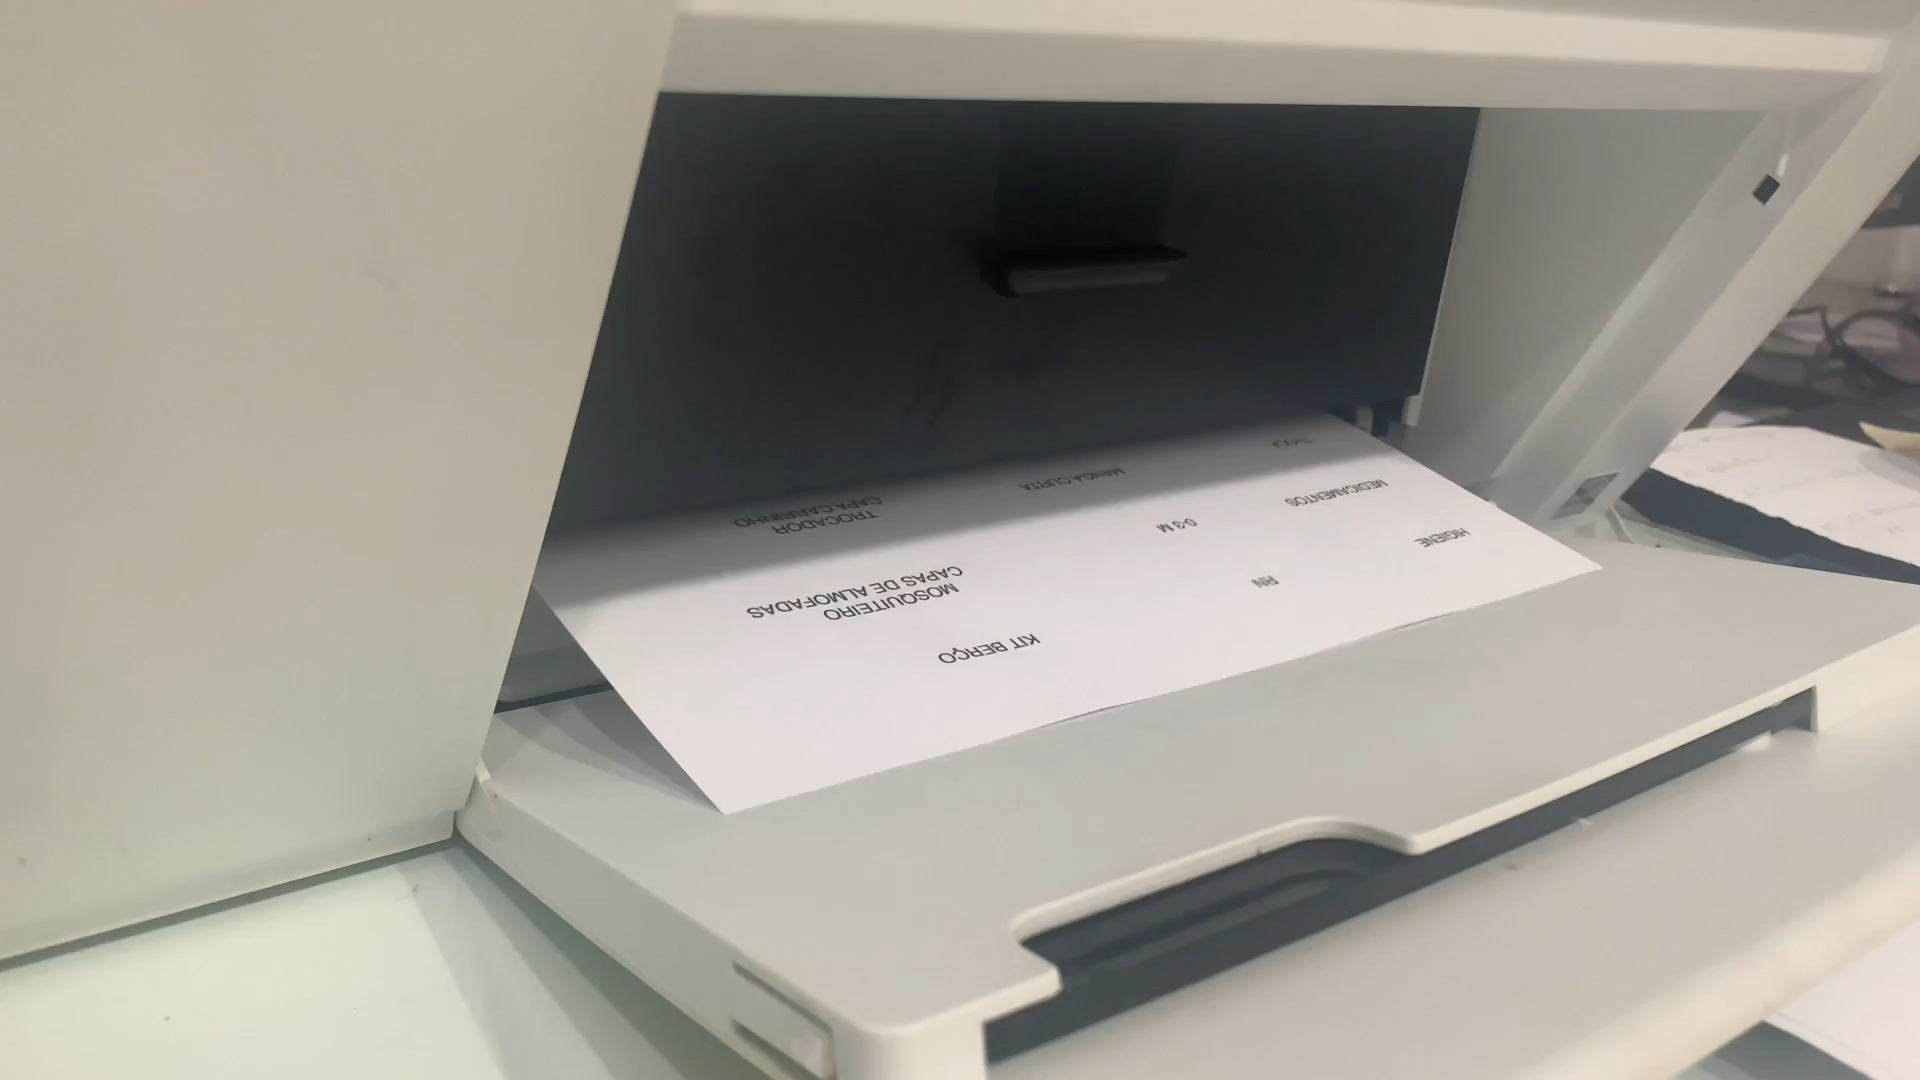 HIGIENE
RN
KIT BERÇO
MEDICAMENTOS
0-3 M
MOSQUITEIRO
CAPAS DE ALMOFADAS
MANGA CURTA
TROCADOR
CAPA CARRINHO